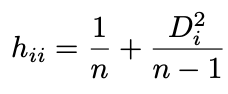 h_{ii} = \frac{1}{n} + \frac{D_i^2}{n-1}